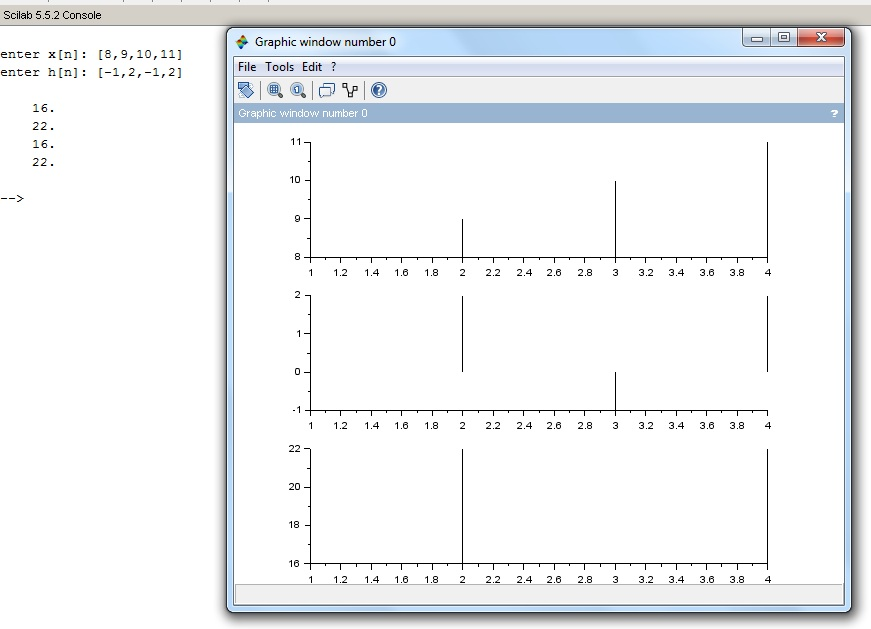 Scilab 5.5.2 Console
enter x[n]: [8,9,10,11]
enter h[n]: [-1,2,-1,2]
16.
22.
16.
22.
-->
Graphic window number 0
File Tools Edit ?
Graphic window number 0 ?
11
10
9
8
1 1.2 1.4 1.6 1.8 2 2.2 2.4 2.6 2.8 3 3.2 3.4 3.6 3.8 4
2
1
0
-1
1 1.2 1.4 1.6 1.8 2 2.2 2.4 2.6 2.8 3 3.2 3.4 3.6 3.8 4
22
20
18
16
1 1.2 1.4 1.6 1.8 2 2.2 2.4 2.6 2.8 3 3.2 3.4 3.6 3.8 4